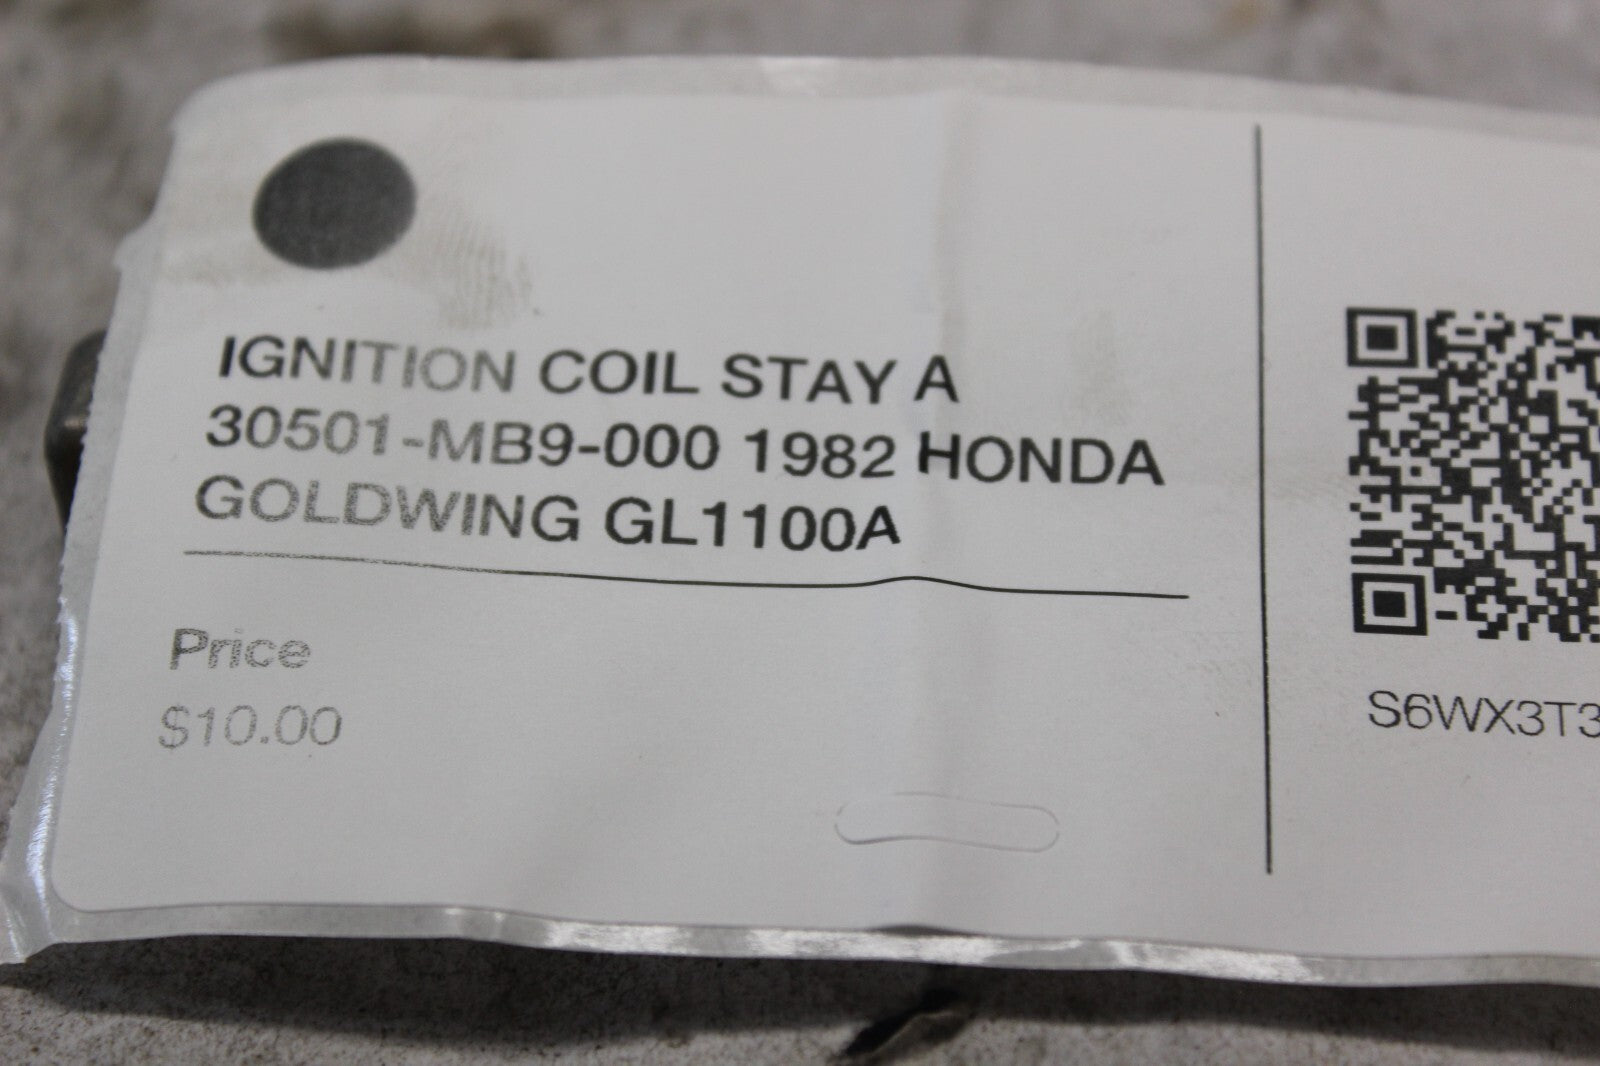 IGNITION COIL STAY A
30501-MB9-000 1982 HONDA
GOLDWING GL1100A
Price
$10.00
S6WX3T3